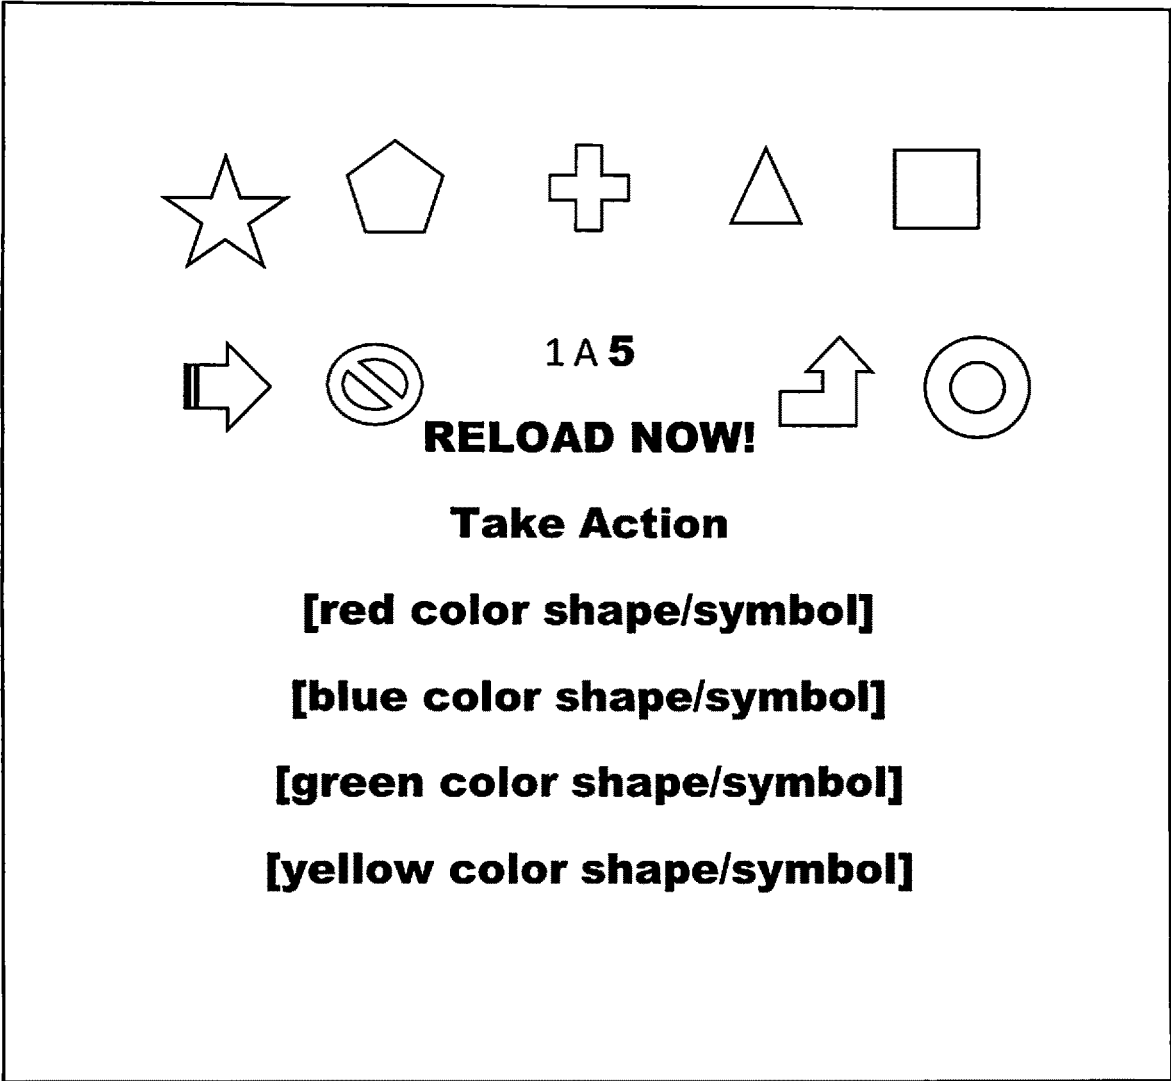 1 A 5
RELOAD NOW!
Take Action
[red color shape/symbol]
[blue color shape/symbol]
[green color shape/symbol]
[yellow color shape/symbol]